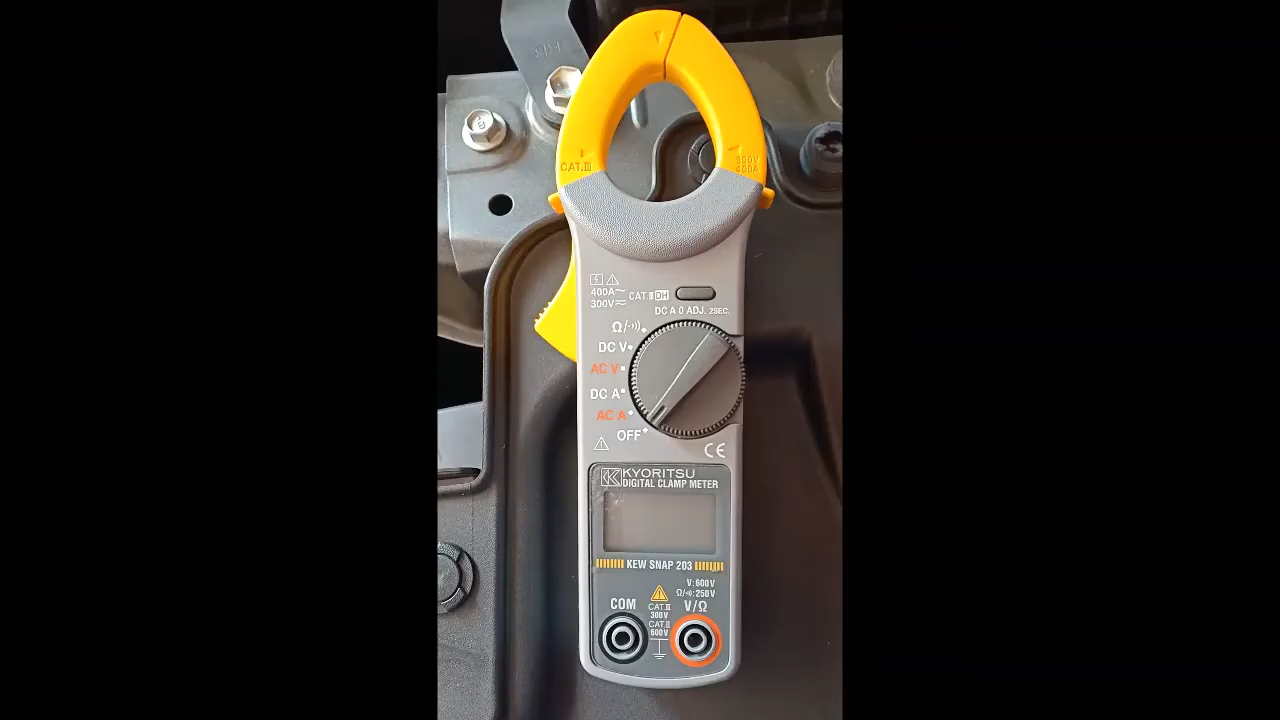 CAT.III
300V
400A
400A~
300V≂
CAT.III DH
DC A 0 ADJ. 2SEC.
Ω/•)))
DC V
AC V
DC A
AC A
OFF
CE
KYORITSU
DIGITAL CLAMP METER
KEW SNAP 203
V:600V
Ω/•)):250V
COM
CAT.III
300V
CAT.II
600V
V/Ω